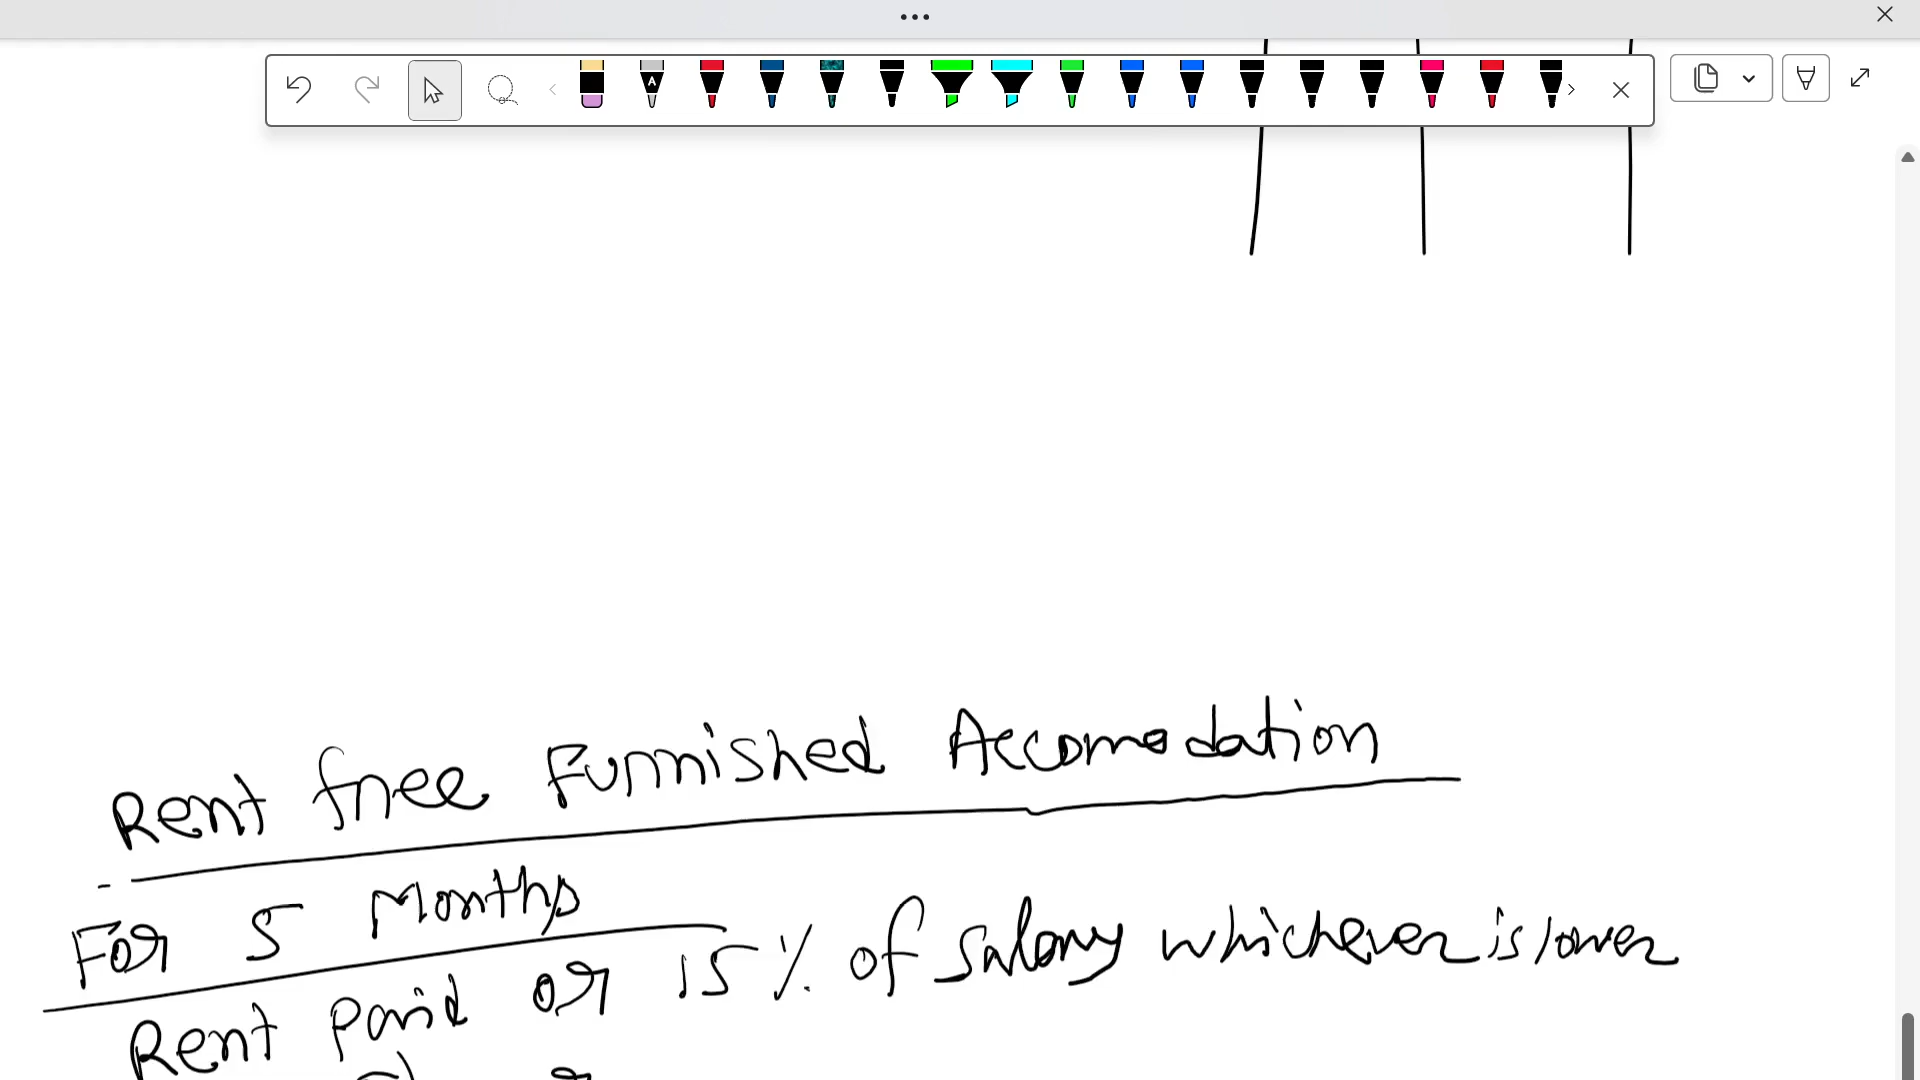 Rent free Furnished Accomodation
For 5 Months
Rent paid or 15% of salary whichever is lower